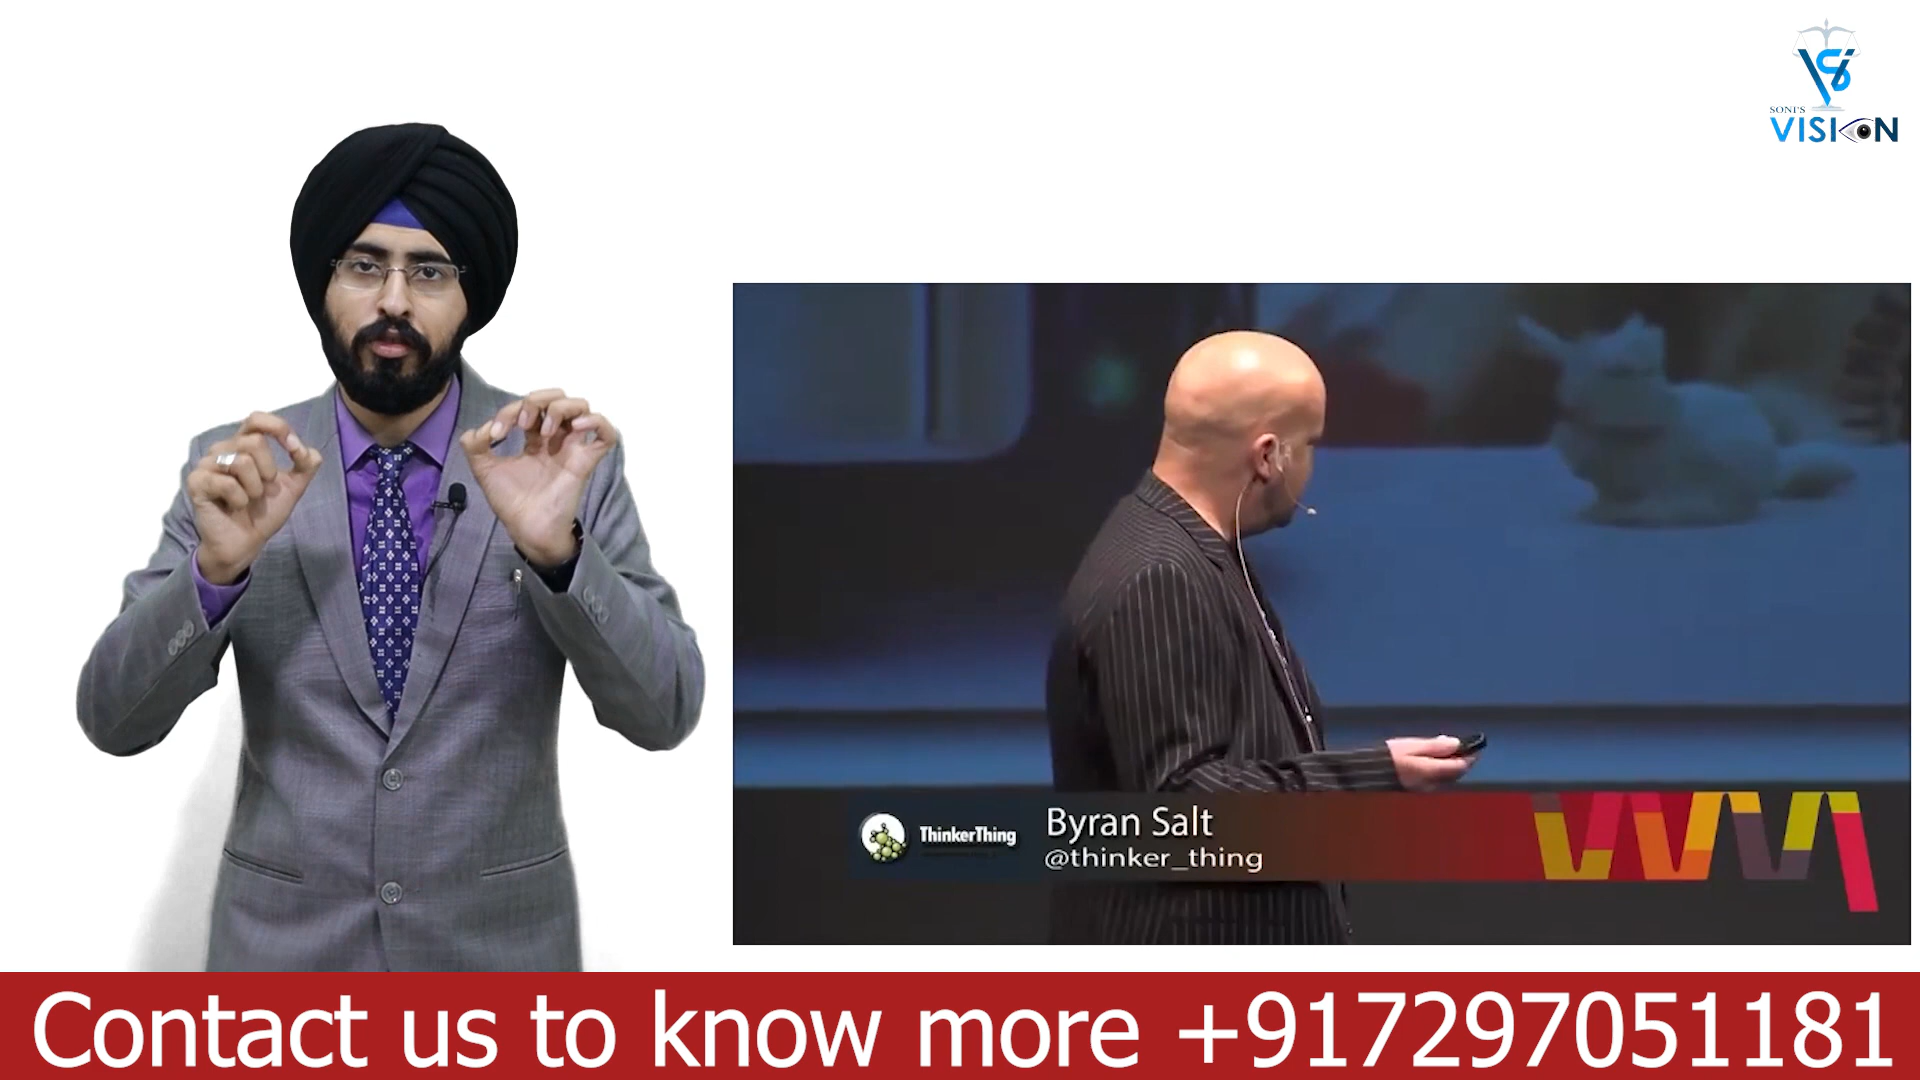 SONI'S
VISION
ThinkerThing
Byran Salt
@thinker_thing
Contact us to know more +917297051181